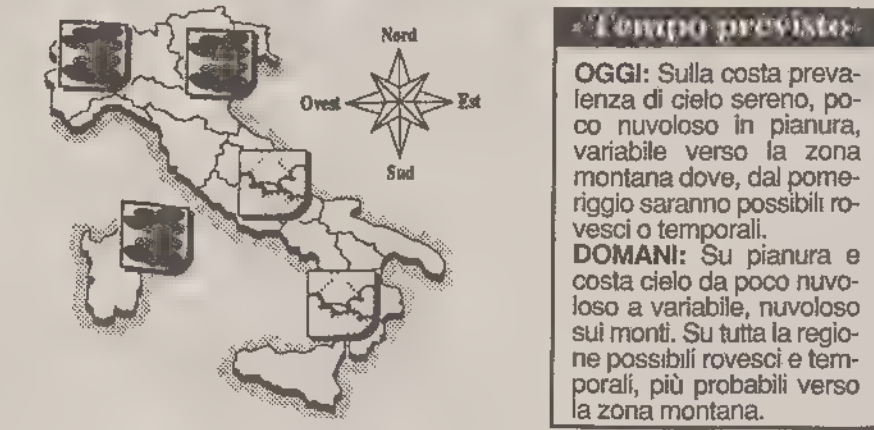 Nord
Ovest
Est
Sud
Tempo previsto
OGGI: Sulla costa preva-
lenza di cielo sereno, po-
co nuvoloso in pianura,
variabile verso la zona
montana dove, dal pome-
riggio saranno possibili ro-
vesci o temporali.
DOMANI: Su pianura e
costa cielo da poco nuvo-
loso a variabile, nuvoloso
sui monti. Su tutta la regio-
ne possibili rovesci e tem-
porali, più probabili verso
la zona montana.